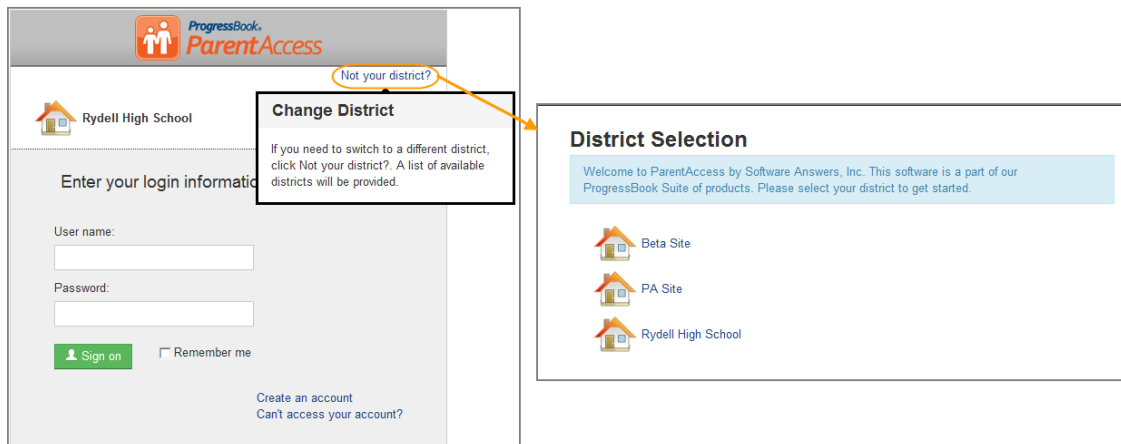 ProgressBook.
ParentAccess
Not your district?
Rydell High School
Change District
If you need to switch to a different district,
click Not your district?. A list of available
districts will be provided.
Enter your login informatio
User name:
Password:
Sign on
Remember me
Create an account
Can't access your account?
District Selection
Welcome to ParentAccess by Software Answers, Inc. This software is a part of our
ProgressBook Suite of products. Please select your district to get started.
Beta Site
PA Site
Rydell High School